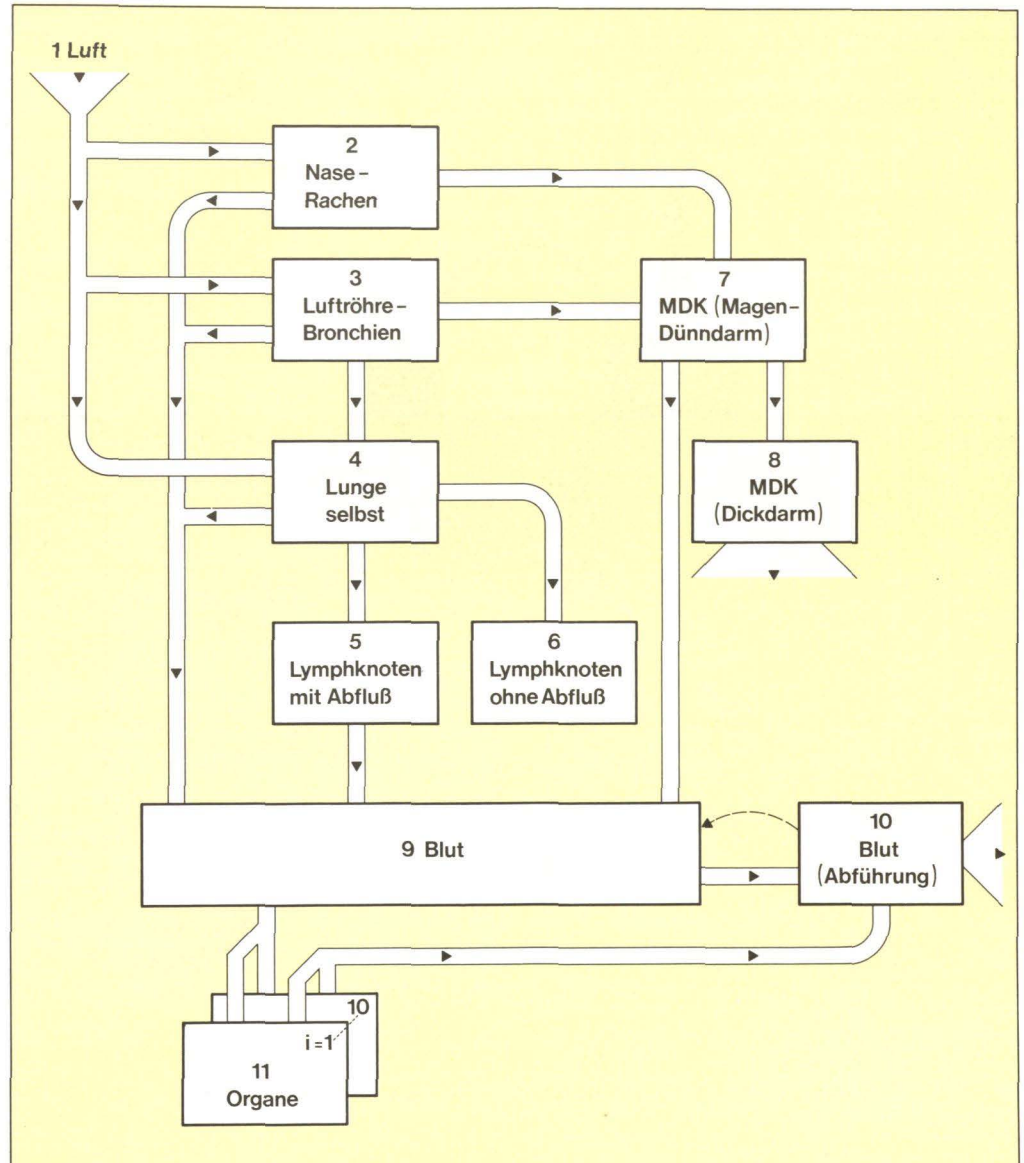 1 Luft
2
Nase-
Rachen
3
Luftröhre-
Bronchien
7
MDK (Magen-
Dünndarm)
4
Lunge
selbst
8
MDK
(Dickdarm)
5
Lymphknoten
mit Abfluß
6
Lymphknoten
ohne Abfluß
9 Blut
10
Blut
(Abführung)
10
i=1
11
Organe